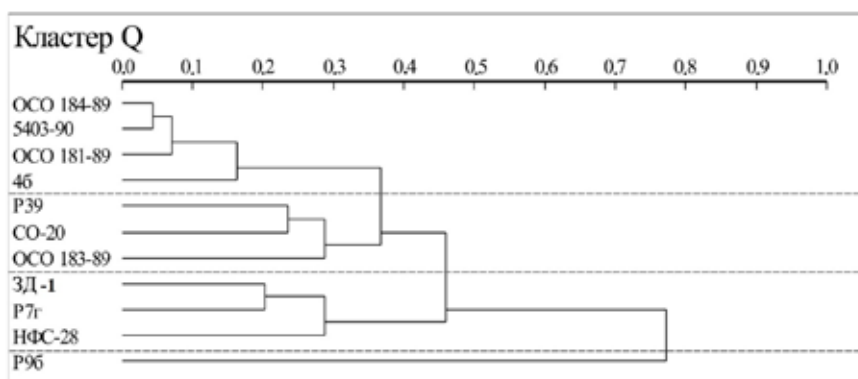 Кластер Q
0,0 0,1 0,2 0,3 0,4 0,5 0,6 0,7 0,8 0,9 1,0
ОСО 184-89
5403-90
ОСО 181-89
4б
Р39
СО-20
ОСО 183-89
ЗД-1
Р7г
НФС-28
Р9б